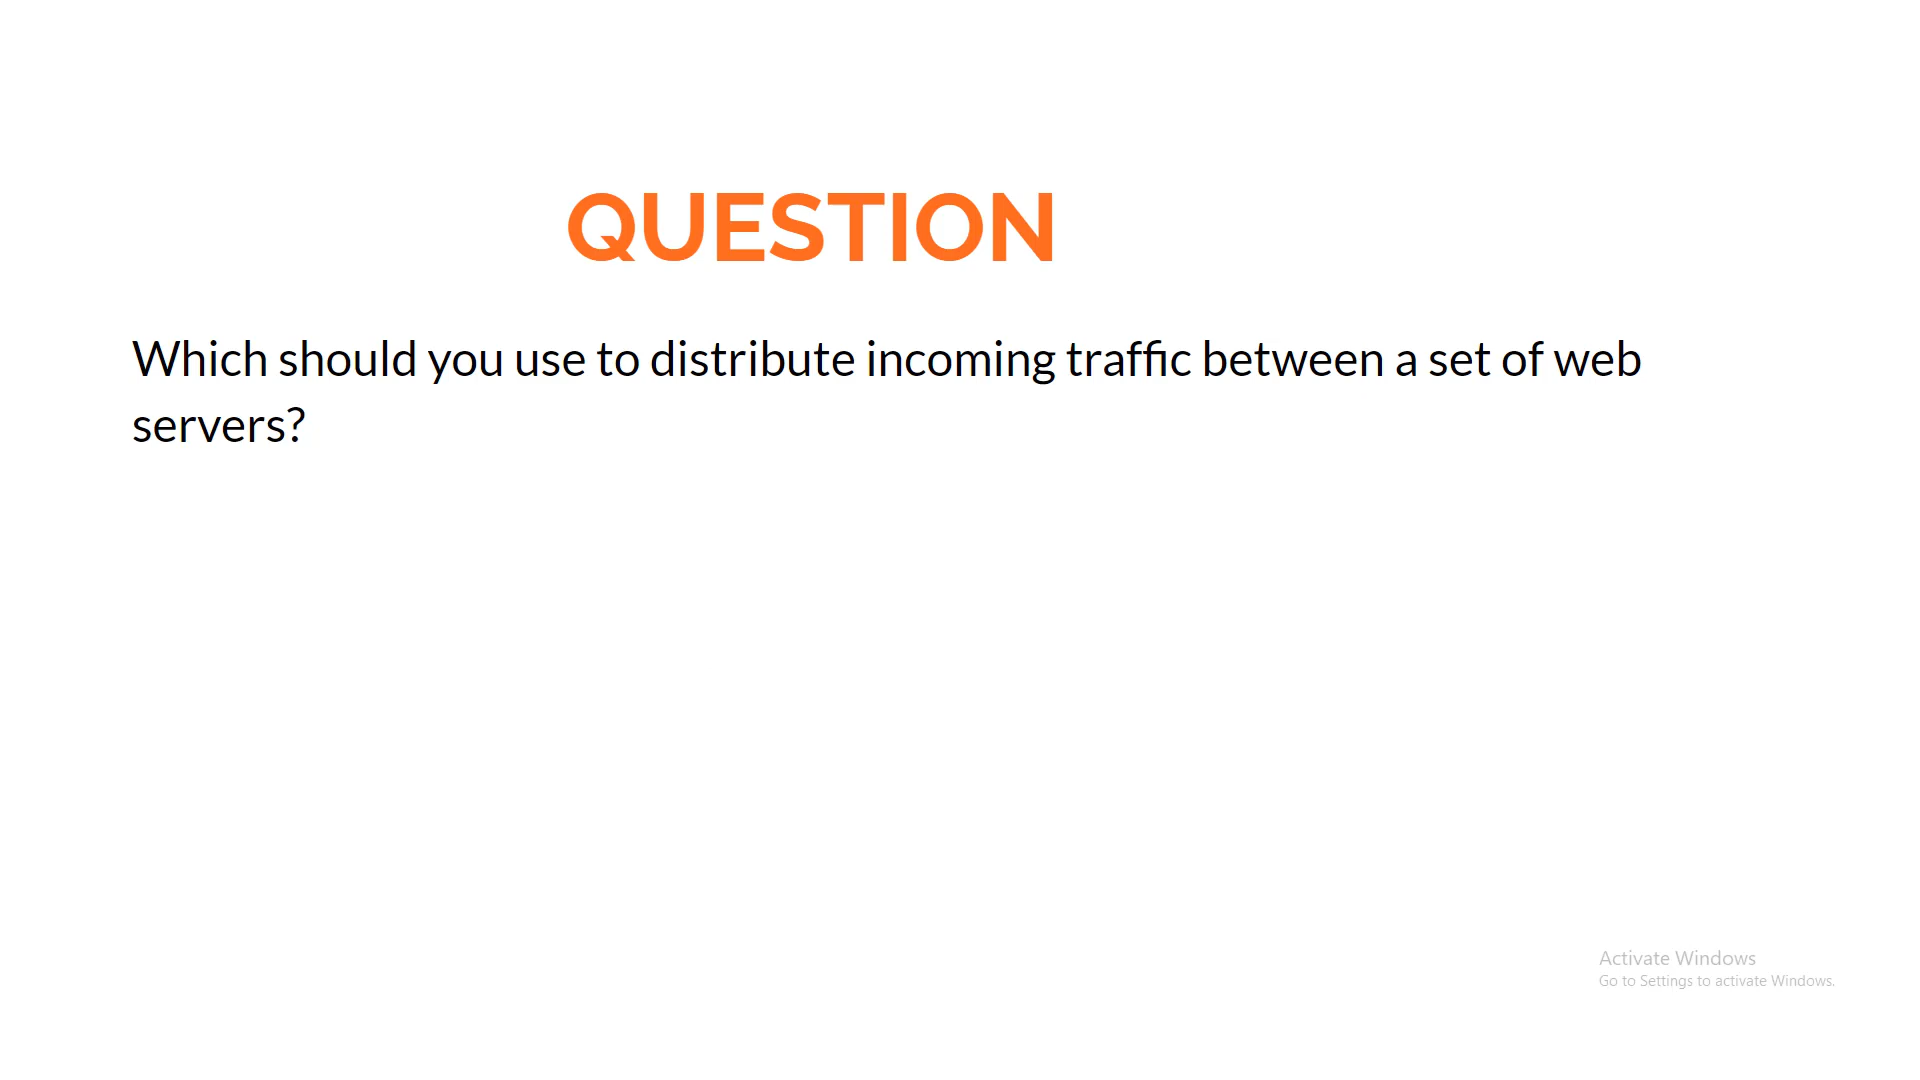 QUESTION
Which should you use to distribute incoming traffic between a set of web
servers?
Activate Windows
Go to Settings to activate Windows.